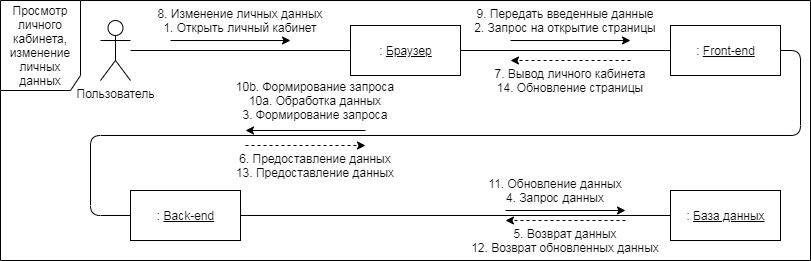 Просмотр
личного
кабинета,
изменение
личных
данных
Пользователь
8. Изменение личных данных
1. Открыть личный кабинет
: Браузер
9. Передать введенные данные
2. Запрос на открытие страницы
7. Вывод личного кабинета
14. Обновление страницы
: Front-end
10b. Формирование запроса
10a. Обработка данных
3. Формирование запроса
6. Предоставление данных
13. Предоставление данных
: Back-end
11. Обновление данных
4. Запрос данных
5. Возврат данных
12. Возврат обновленных данных
: База данных